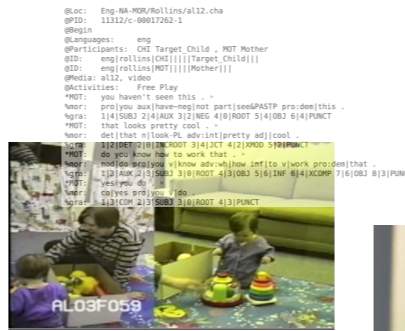 @Loc: Eng-NA-MOR/Rollins/al12.cha
@PID: 11312/c-00017262-1
@Begin
@Languages: eng
@Participants: CHI Target_Child , MOT Mother
@ID: eng|rollins|CHI|||||Target_Child|||
@ID: eng|rollins|MOT|||||Mother|||
@Media: al12, video
@Activities: Free Play
*MOT: you haven't seen this .
%mor: pro|you aux|have~neg|not part|see&PASTP pro:dem|this .
%gra: 1|4|SUBJ 2|4|AUX 3|2|NEG 4|0|ROOT 5|4|OBJ 6|4|PUNCT
*MOT: that looks pretty cool .
%mor: det|that n|look-PL adv:int|pretty adj|cool .
%gra: 1|2|DET 2|0|INCROOT 3|4|JCT 4|2|XMOD 5|2|PUNCT
*MOT: do you know how to work that .
%mor: mod|do pro|you v|know adv:wh|how inf|to v|work pro:dem|that .
%gra: 1|3|AUX 2|3|SUBJ 3|0|ROOT 4|3|OBJ 5|6|INF 6|4|XCOMP 7|6|OBJ 8|3|PUN
*MOT: yes you do
%mor: co|yes pro|you v|do .
%gra: 1|3|COM 2|3|SUBJ 3|0|ROOT 4|3|PUNCT
AL03F059